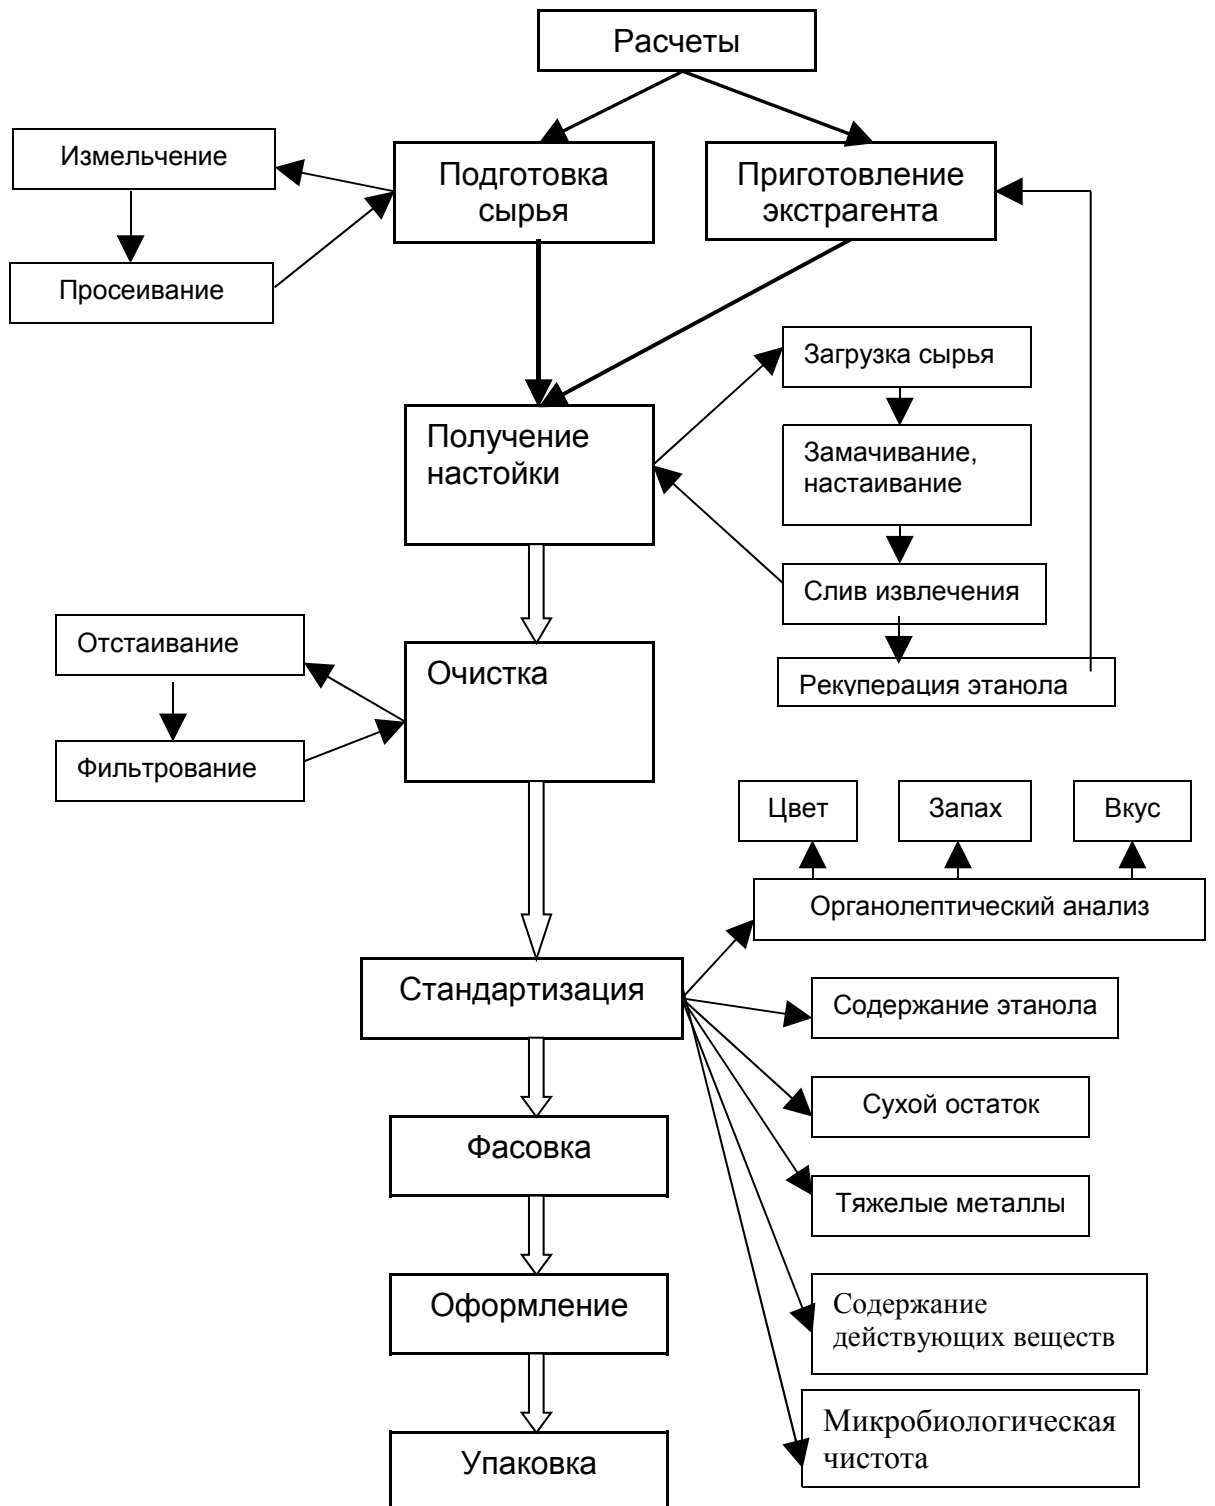 Расчеты
Измельчение
Подготовка
сырья
Приготовление
экстрагента
Просеивание
Загрузка сырья
Получение
настойки
Замачивание,
настаивание
Слив извлечения
Отстаивание
Очистка
Рекуперация этанола
Фильтрование
Цвет
Запах
Вкус
Органолептический анализ
Стандартизация
Содержание этанола
Сухой остаток
Фасовка
Тяжелые металлы
Оформление
Содержание
действующих веществ
Микробиологическая
чистота
Упаковка